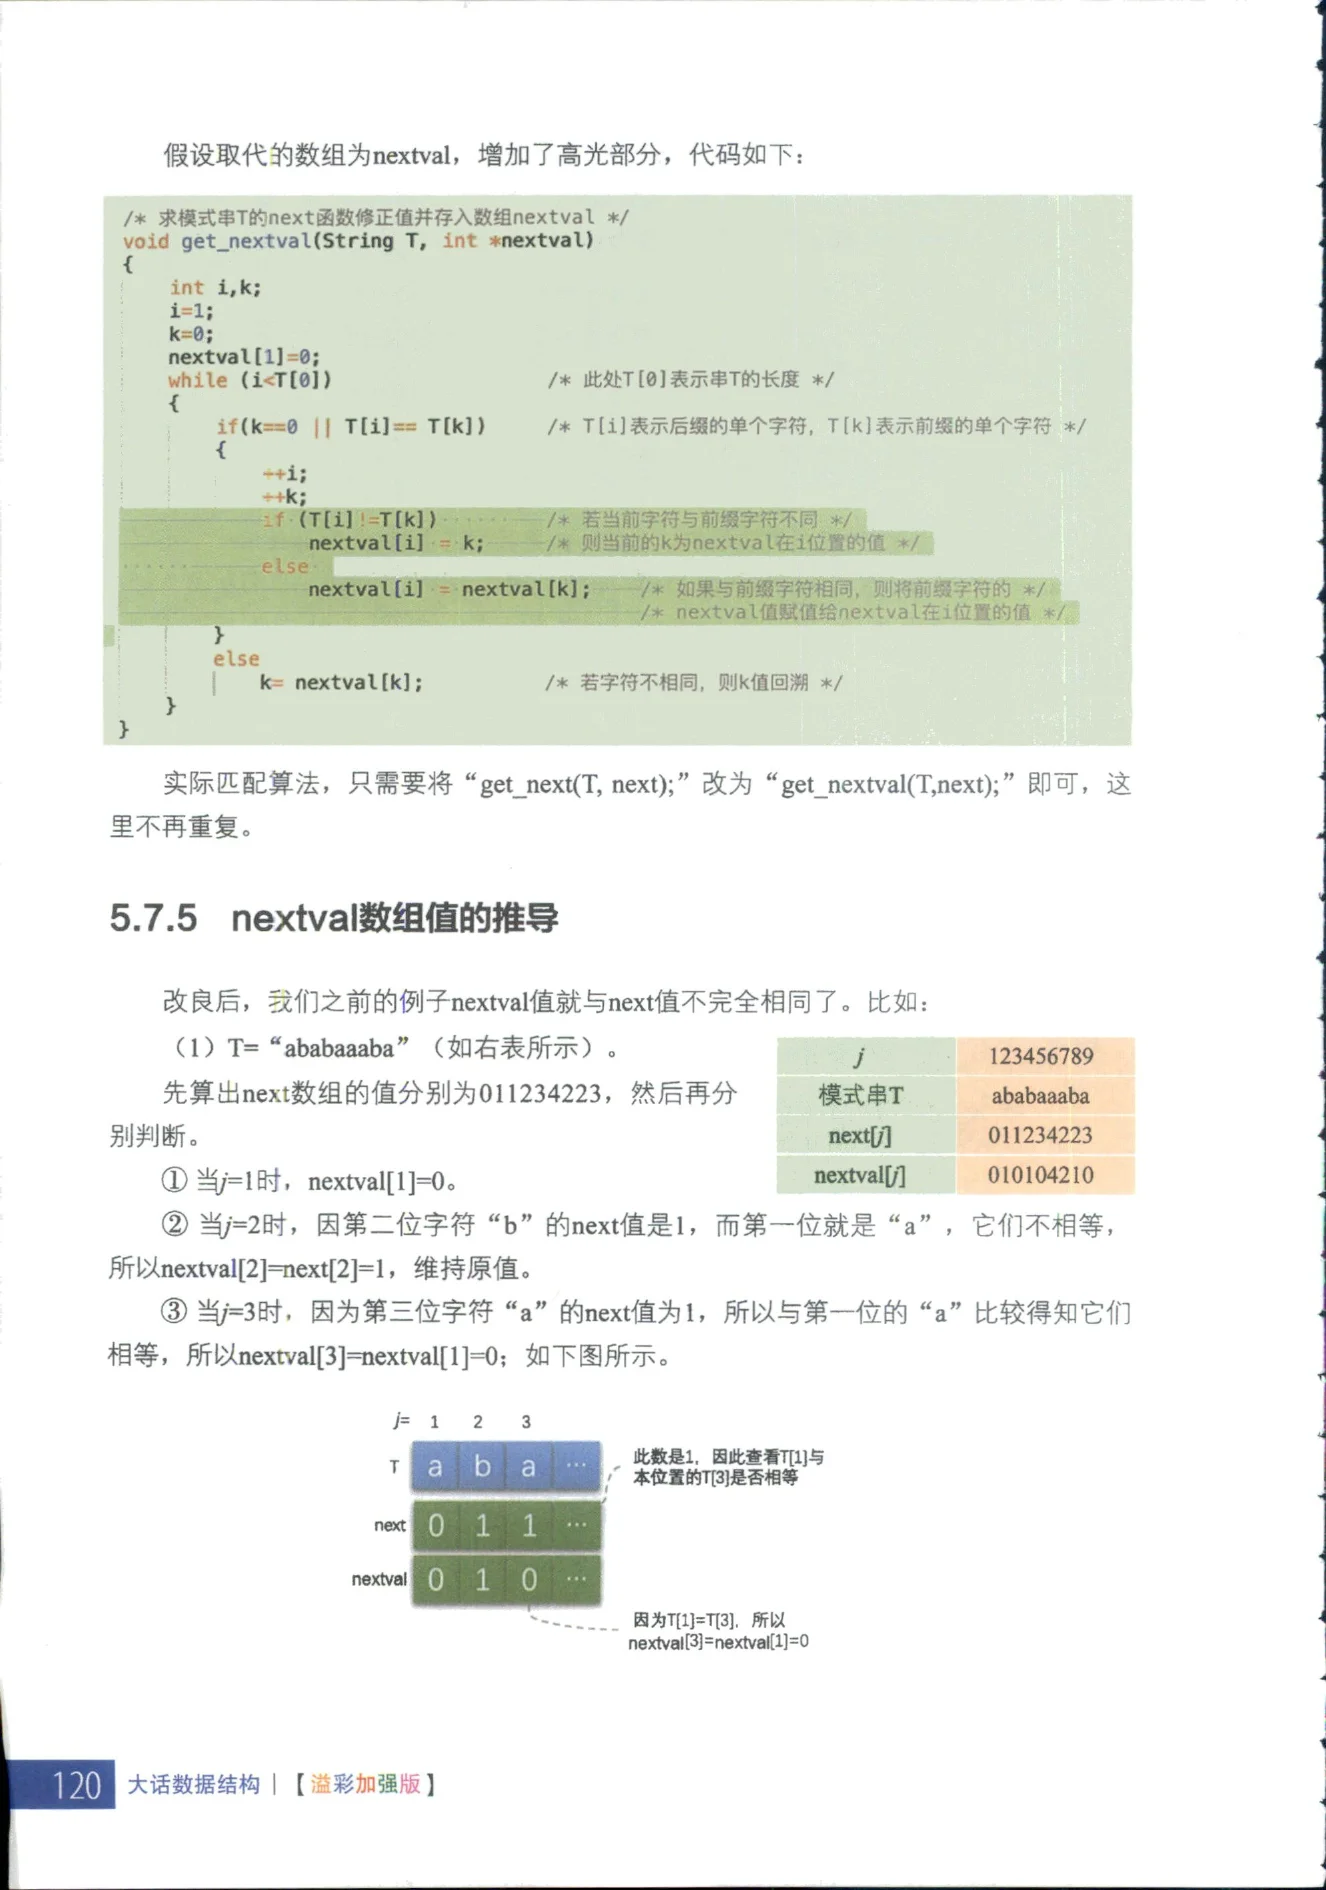 假设取代的数组为nextval，增加了高光部分，代码如下：
/* 求模式串T的next函数修正值并存入数组nextval */
void get_nextval(String T, int *nextval)
{
int i,k;
i=1;
k=0;
nextval[1]=0;
while (i<T[0]) /* 此处T[0]表示串T的长度 */
{
if(k==0 || T[i]== T[k]) /* T[i]表示后缀的单个字符，T[k]表示前缀的单个字符 */
{
++i;
++k;
if (T[i]!=T[k]) /* 若当前字符与前缀字符不同 */
nextval[i] = k; /* 则当前的k为nextval在i位置的值 */
else
nextval[i] = nextval[k]; /* 如果与前缀字符相同，则将前缀字符的 */
/* nextval值赋值给nextval在i位置的值 */
}
else
k= nextval[k]; /* 若字符不相同，则k值回溯 */
}
}
实际匹配算法，只需要将“get_next(T, next);”改为“get_nextval(T,next);”即可，这
里不再重复。
5.7.5 nextval数组值的推导
改良后，我们之前的例子nextval值就与next值不完全相同了。比如：
（1）T=“ababaaaba”（如右表所示）。
先算出next数组的值分别为011234223，然后再分
别判断。
j 123456789
模式串T ababaaaba
next[j] 011234223
nextval[j] 010104210
① 当j=1时，nextval[1]=0。
② 当j=2时，因第二位字符“b”的next值是1，而第一位就是“a”，它们不相等，
所以nextval[2]=next[2]=1，维持原值。
③ 当j=3时，因为第三位字符“a”的next值为1，所以与第一位的“a”比较得知它们
相等，所以nextval[3]=nextval[1]=0；如下图所示。
j= 1 2 3
T a b a …
此数是1，因此查看T[1]与
本位置的T[3]是否相等
next 0 1 1 …
nextval 0 1 0 …
因为T[1]=T[3]，所以
nextval[3]=nextval[1]=0
120 大话数据结构 | 【溢彩加强版】